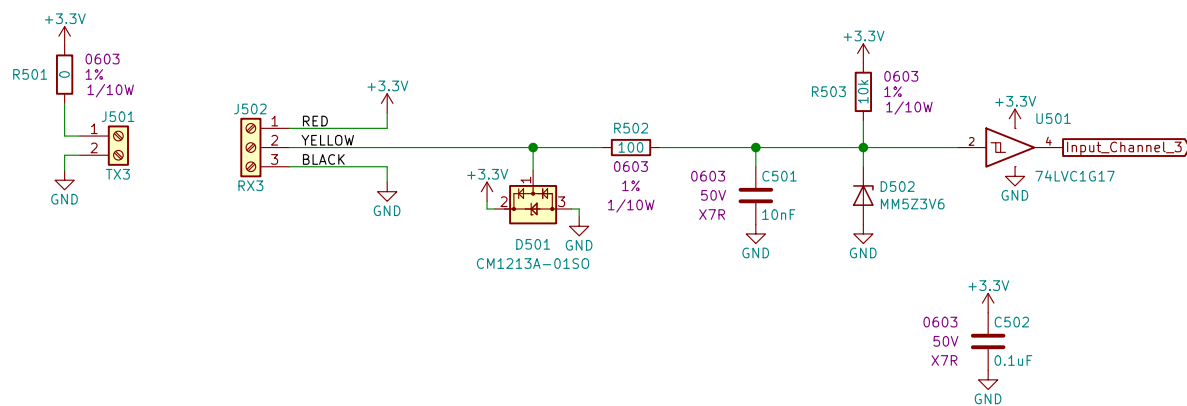 +3.3V
R501
0
0603
1%
1/10W
J501
1
2
TX3
GND
J502
1
2
3
RX3
RED
YELLOW
BLACK
+3.3V
GND
+3.3V
1
2
3
D501
CM1213A-01SO
GND
R502
100
0603
1%
1/10W
0603
50V
X7R
C501
10nF
GND
+3.3V
R503
10k
0603
1%
1/10W
D502
MM5Z3V6
GND
+3.3V
U501
2
4
Input_Channel_3
74LVC1G17
GND
+3.3V
0603
50V
X7R
C502
0.1uF
GND